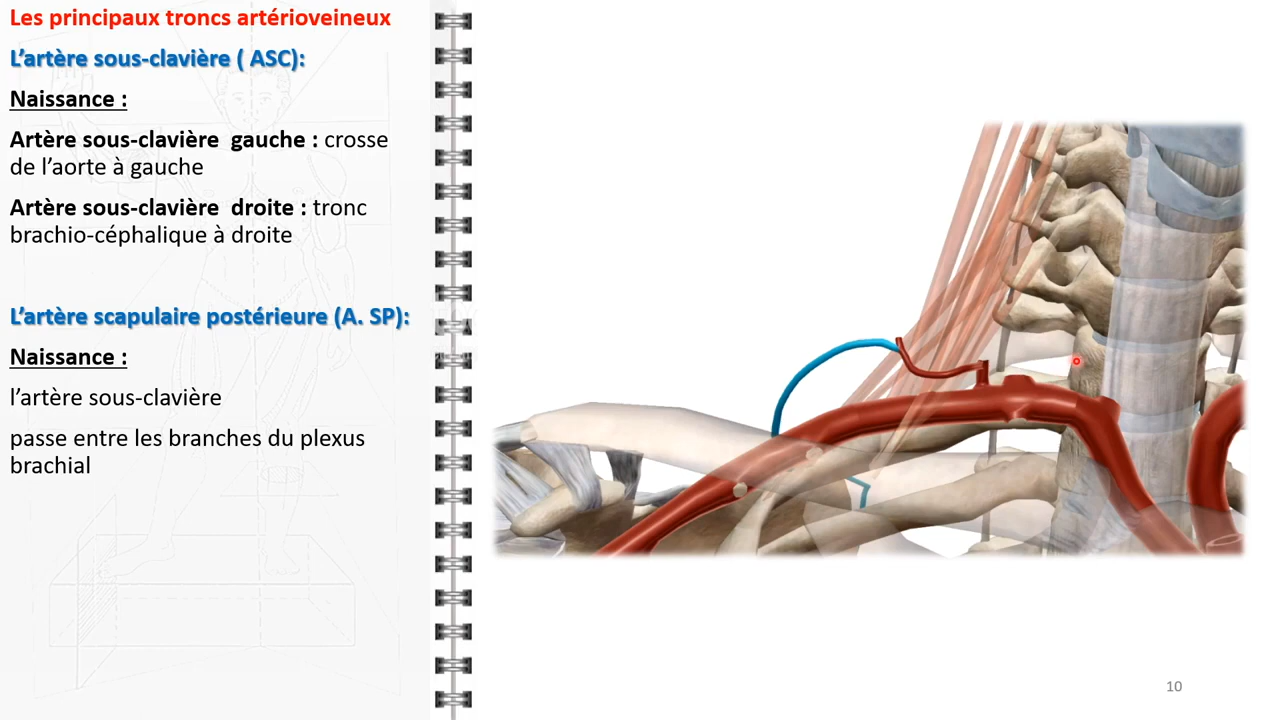 Les principaux troncs artérioveineux
L’artère sous-clavière ( ASC):
Naissance :
Artère sous-clavière  gauche : crosse
de l’aorte à gauche
Artère sous-clavière  droite : tronc
brachio-céphalique à droite
L’artère scapulaire postérieure (A. SP):
Naissance :
l’artère sous-clavière
passe entre les branches du plexus
brachial
10